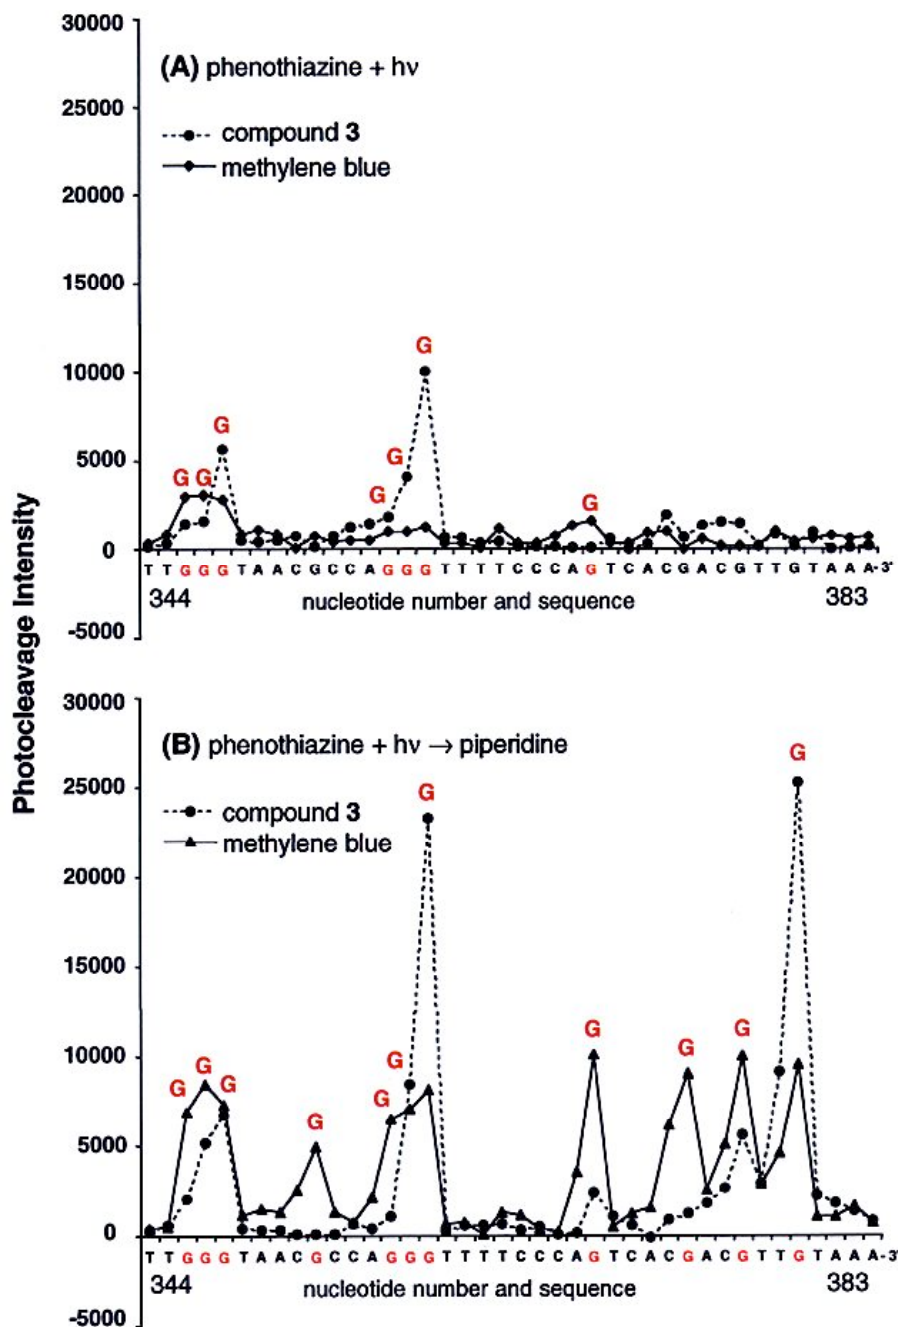 Photocleavage Intensity
30000
(A) phenothiazine + hν
25000
compound 3
methylene blue
20000
15000
10000
G
G
5000
G
G G
G
G
0
T T G G G T A A C G C C A G G G T T T T C C C A G T C A C G A C G T T G T A A A-3'
344 nucleotide number and sequence 383
-5000
30000
(B) phenothiazine + hν → piperidine
G
25000
compound 3
G
methylene blue
20000
15000
10000
G
G
G
G
G
G
G
G
G
G
5000
0
T T G G G T A A C G C C A G G G T T T T C C C A G T C A C G A C G T T G T A A A-3'
344 nucleotide number and sequence 383
-5000